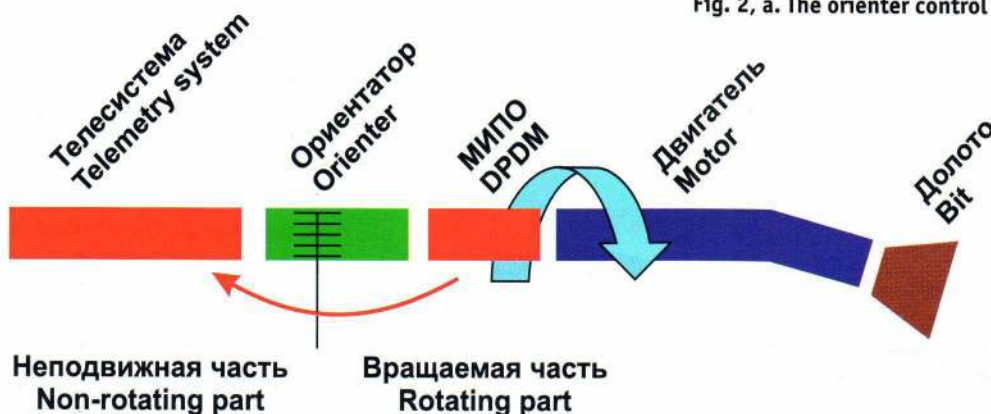 Fig. 2, a. The orienter control
Телесистема
Telemetry system
Ориентатор
Orienter
МИПО
DPDM
Двигатель
Motor
Долото
Bit
Неподвижная часть
Non-rotating part
Вращаемая часть
Rotating part